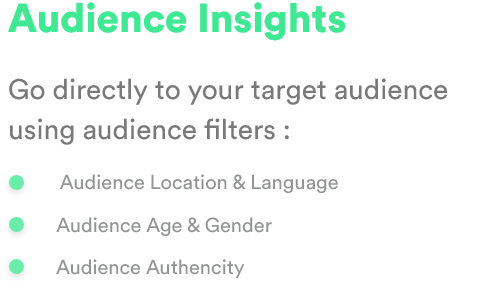 Audience Insights
Go directly to your target audience
using audience filters :
Audience Location & Language
Audience Age & Gender
Audience Authencity